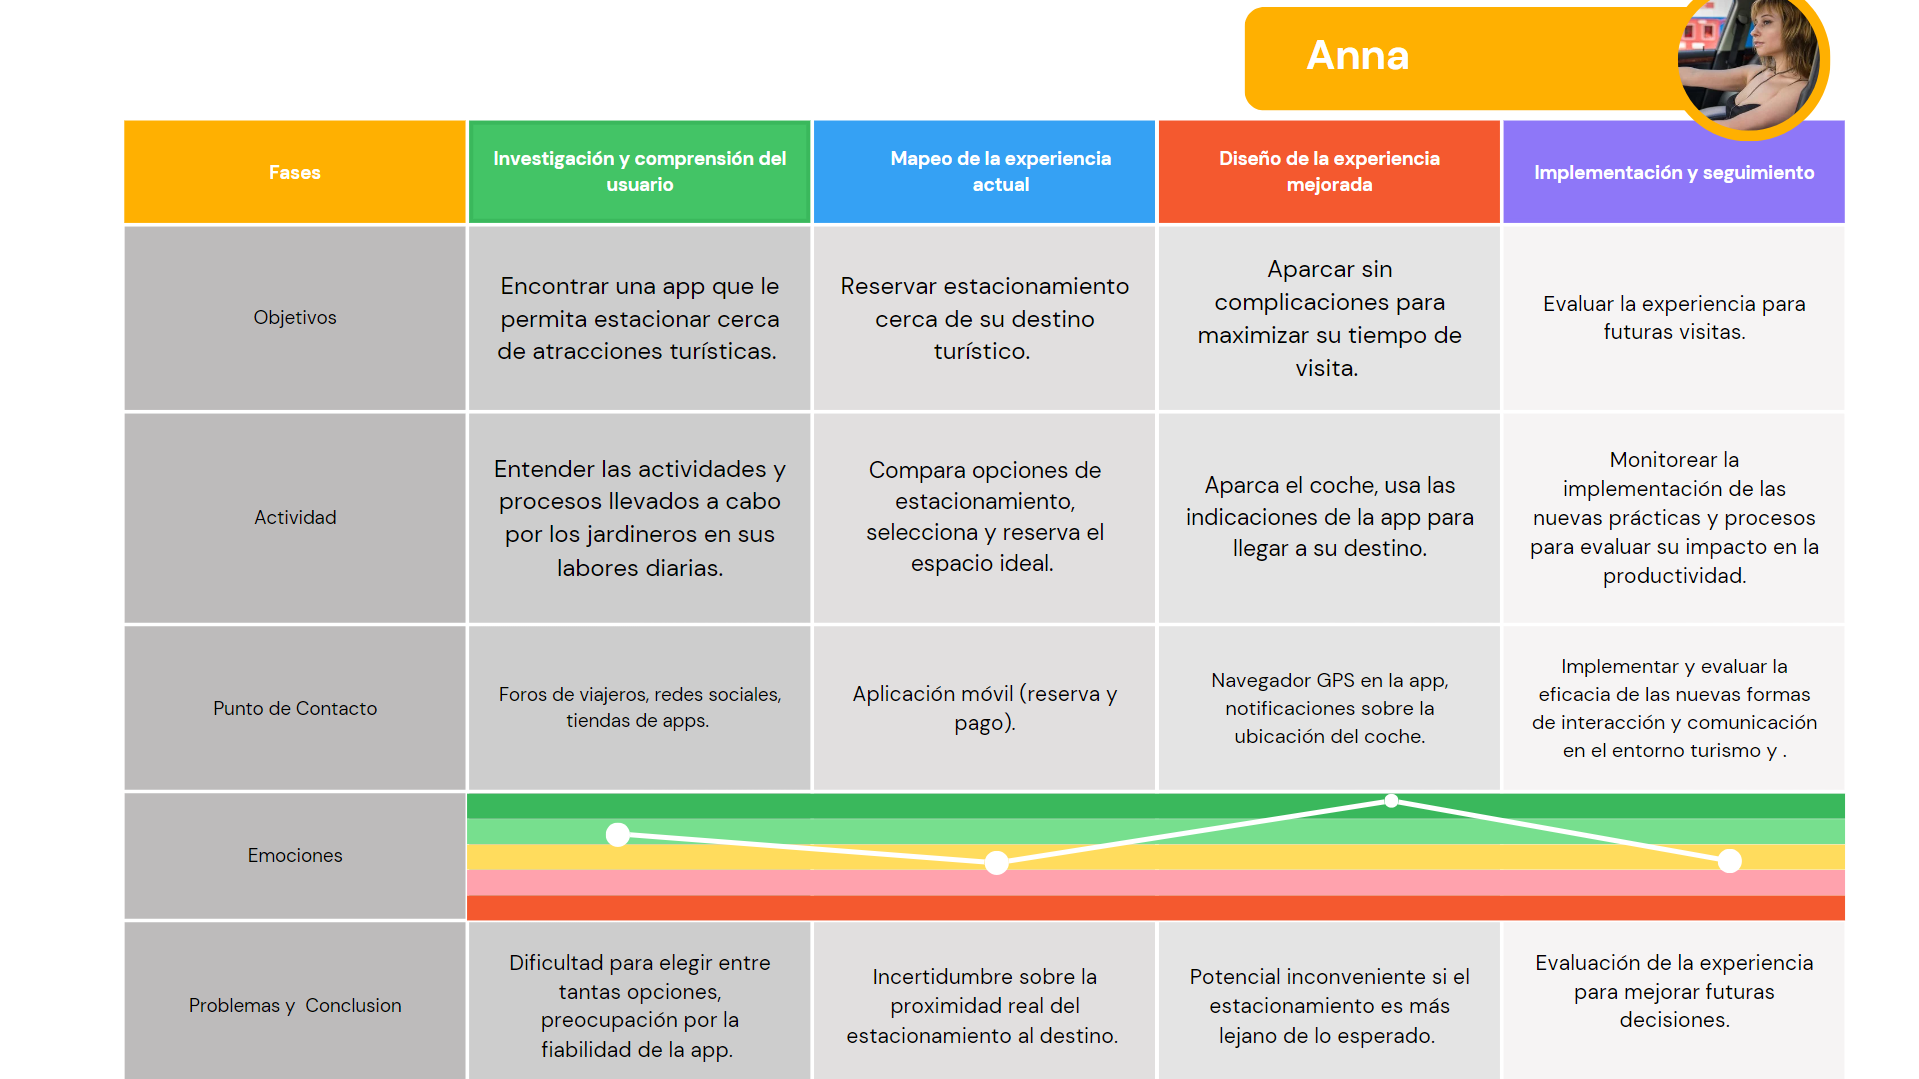 Anna
Fases
Investigación y comprensión del
usuario
Mapeo de la experiencia
actual
Diseño de la experiencia
mejorada
Implementación y seguimiento
Objetivos
Encontrar una app que le
permita estacionar cerca
de atracciones turísticas.
Reservar estacionamiento
cerca de su destino
turístico.
Aparcar sin
complicaciones para
maximizar su tiempo de
visita.
Evaluar la experiencia para
futuras visitas.
Actividad
Entender las actividades y
procesos llevados a cabo
por los jardineros en sus
labores diarias.
Compara opciones de
estacionamiento,
selecciona y reserva el
espacio ideal.
Aparca el coche, usa las
indicaciones de la app para
llegar a su destino.
Monitorear la
implementación de las
nuevas prácticas y procesos
para evaluar su impacto en la
productividad.
Punto de Contacto
Foros de viajeros, redes sociales,
tiendas de apps.
Aplicación móvil (reserva y
pago).
Navegador GPS en la app,
notificaciones sobre la
ubicación del coche.
Implementar y evaluar la
eficacia de las nuevas formas
de interacción y comunicación
en el entorno turismo y .
Emociones
Problemas y  Conclusion
Dificultad para elegir entre
tantas opciones,
preocupación por la
fiabilidad de la app.
Incertidumbre sobre la
proximidad real del
estacionamiento al destino.
Potencial inconveniente si el
estacionamiento es más
lejano de lo esperado.
Evaluación de la experiencia
para mejorar futuras
decisiones.